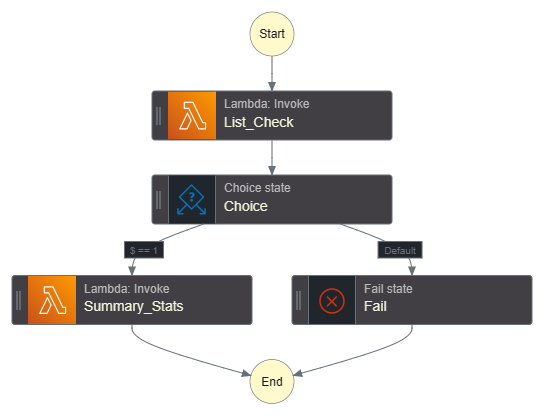 Start
Lambda: Invoke
List_Check
?
Choice state
Choice
$ == 1
Default
Lambda: Invoke
Summary_Stats
Fail state
Fail
End